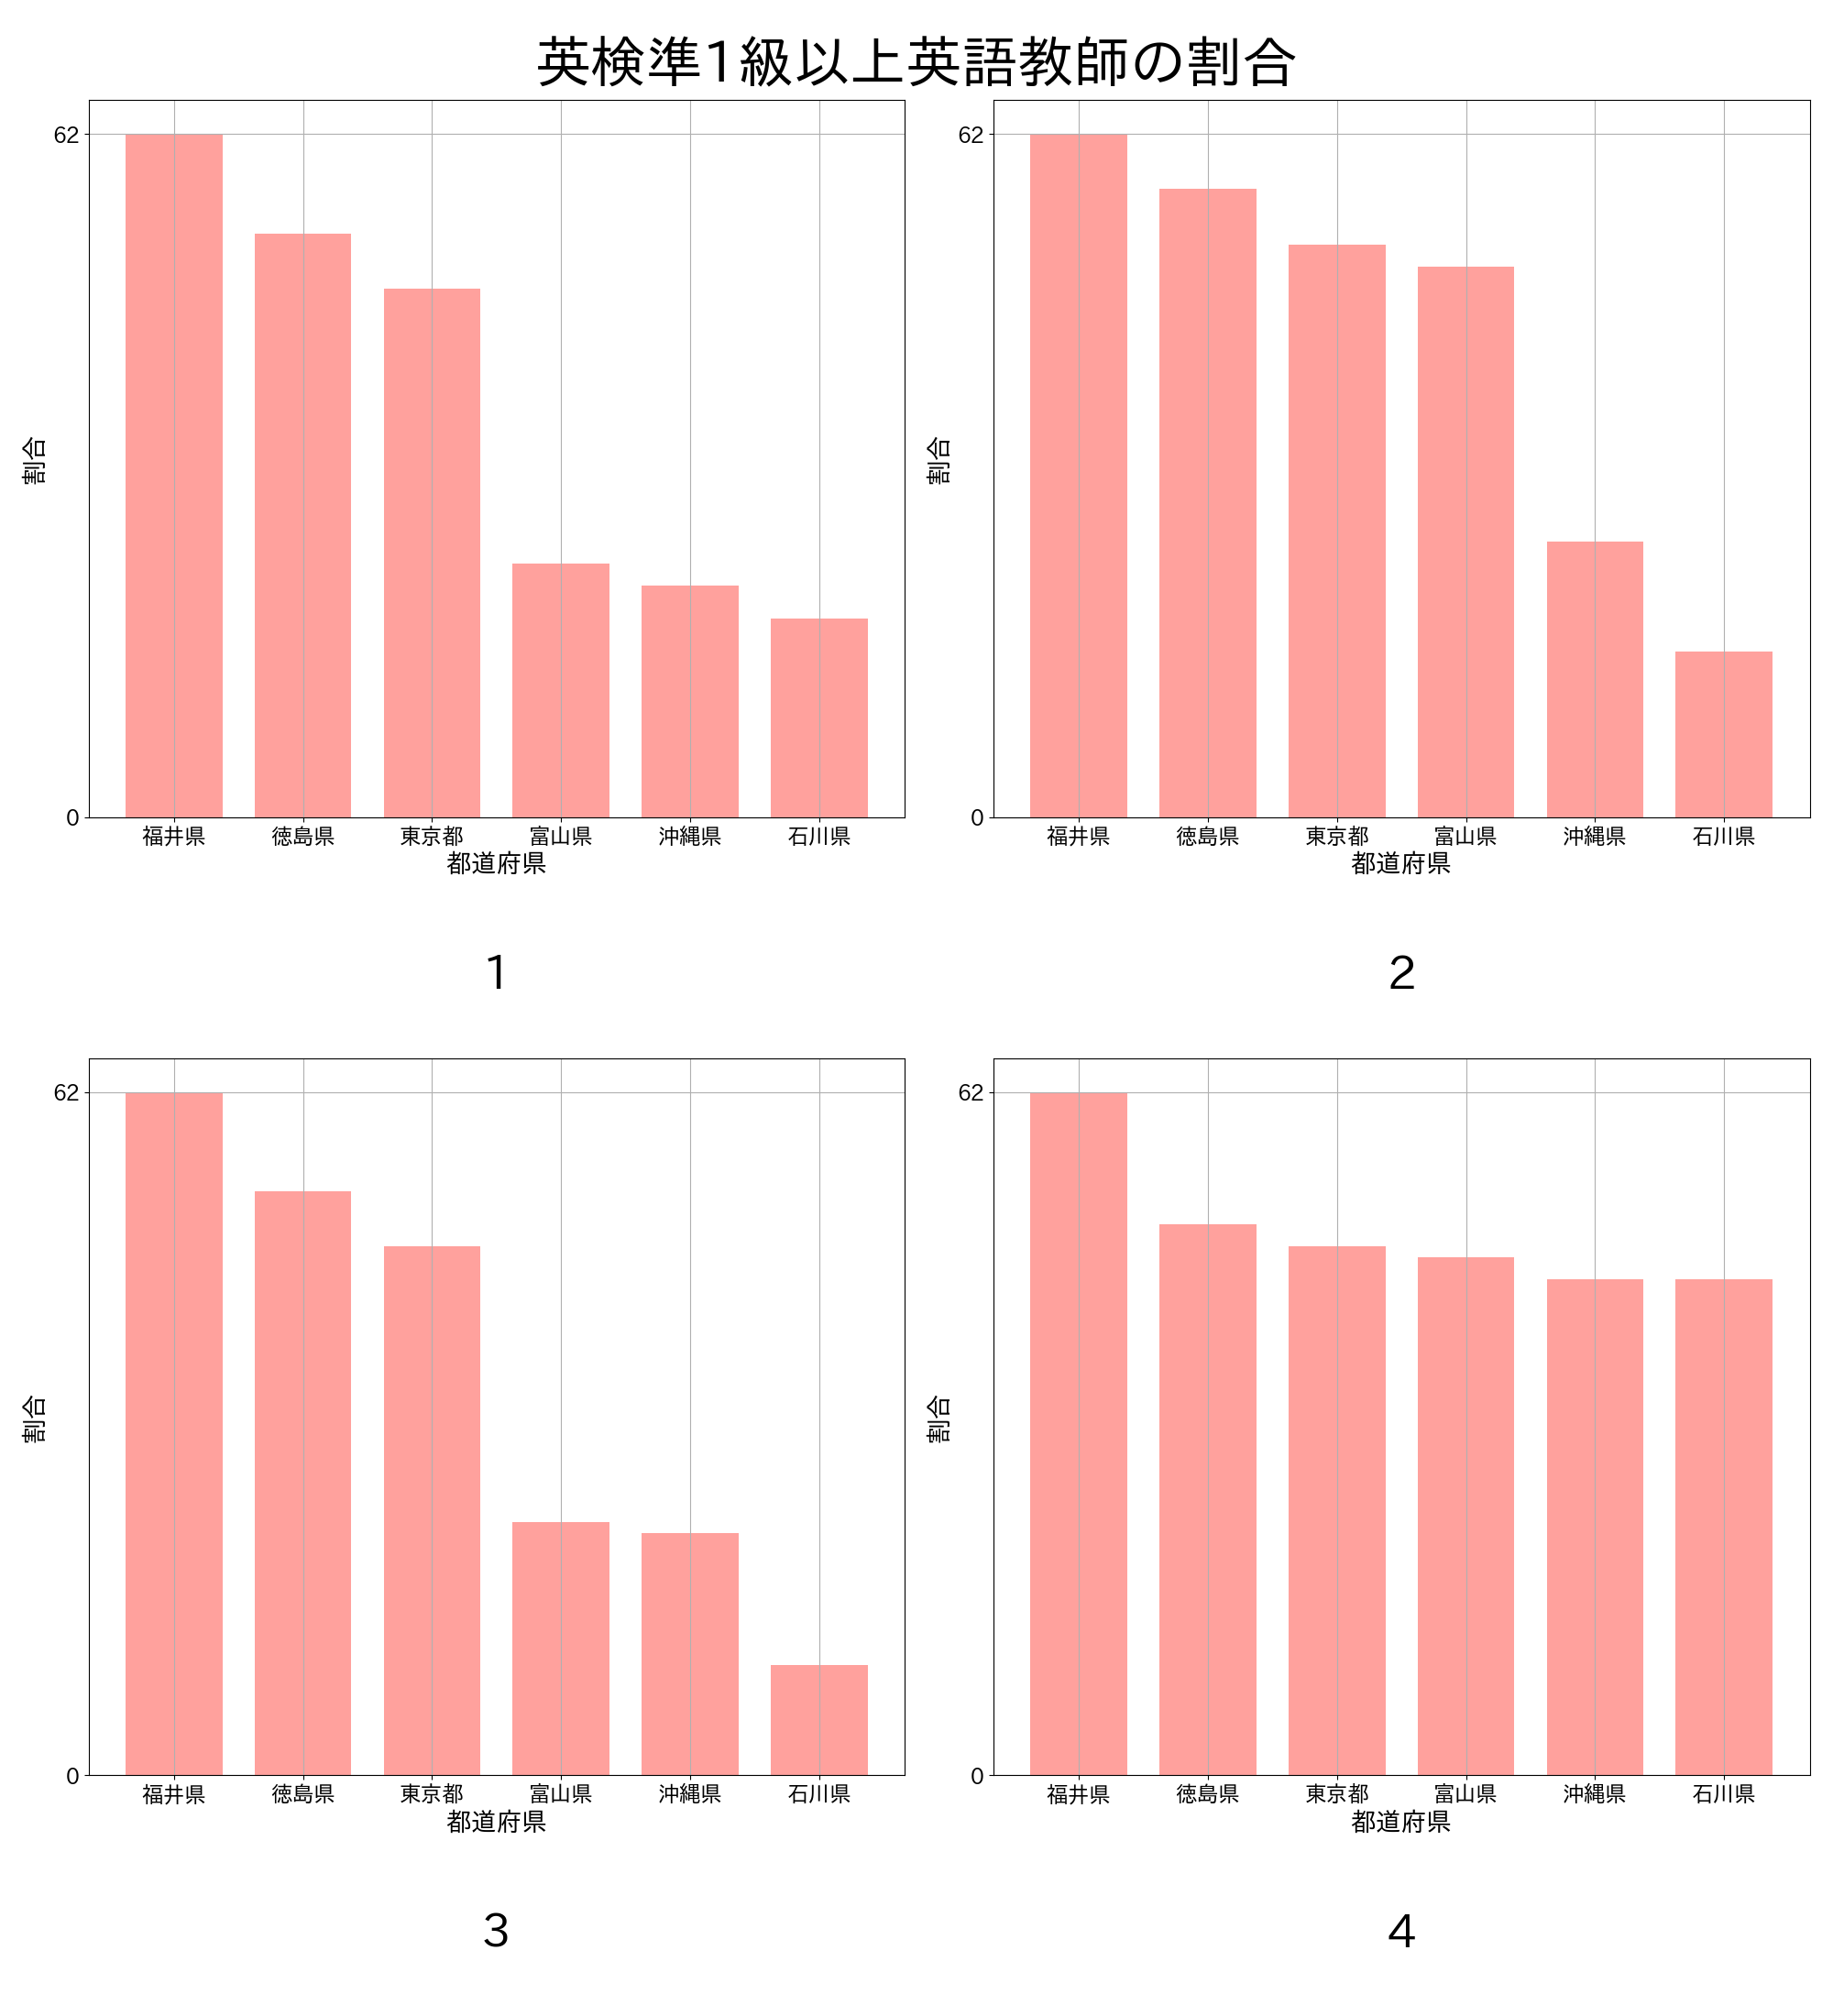 英検準1級以上英語教師の割合
62
0
割合
福井県 徳島県 東京都 富山県 沖縄県 石川県
都道府県
1
62
0
割合
福井県 徳島県 東京都 富山県 沖縄県 石川県
都道府県
2
62
0
割合
福井県 徳島県 東京都 富山県 沖縄県 石川県
都道府県
3
62
0
割合
福井県 徳島県 東京都 富山県 沖縄県 石川県
都道府県
4